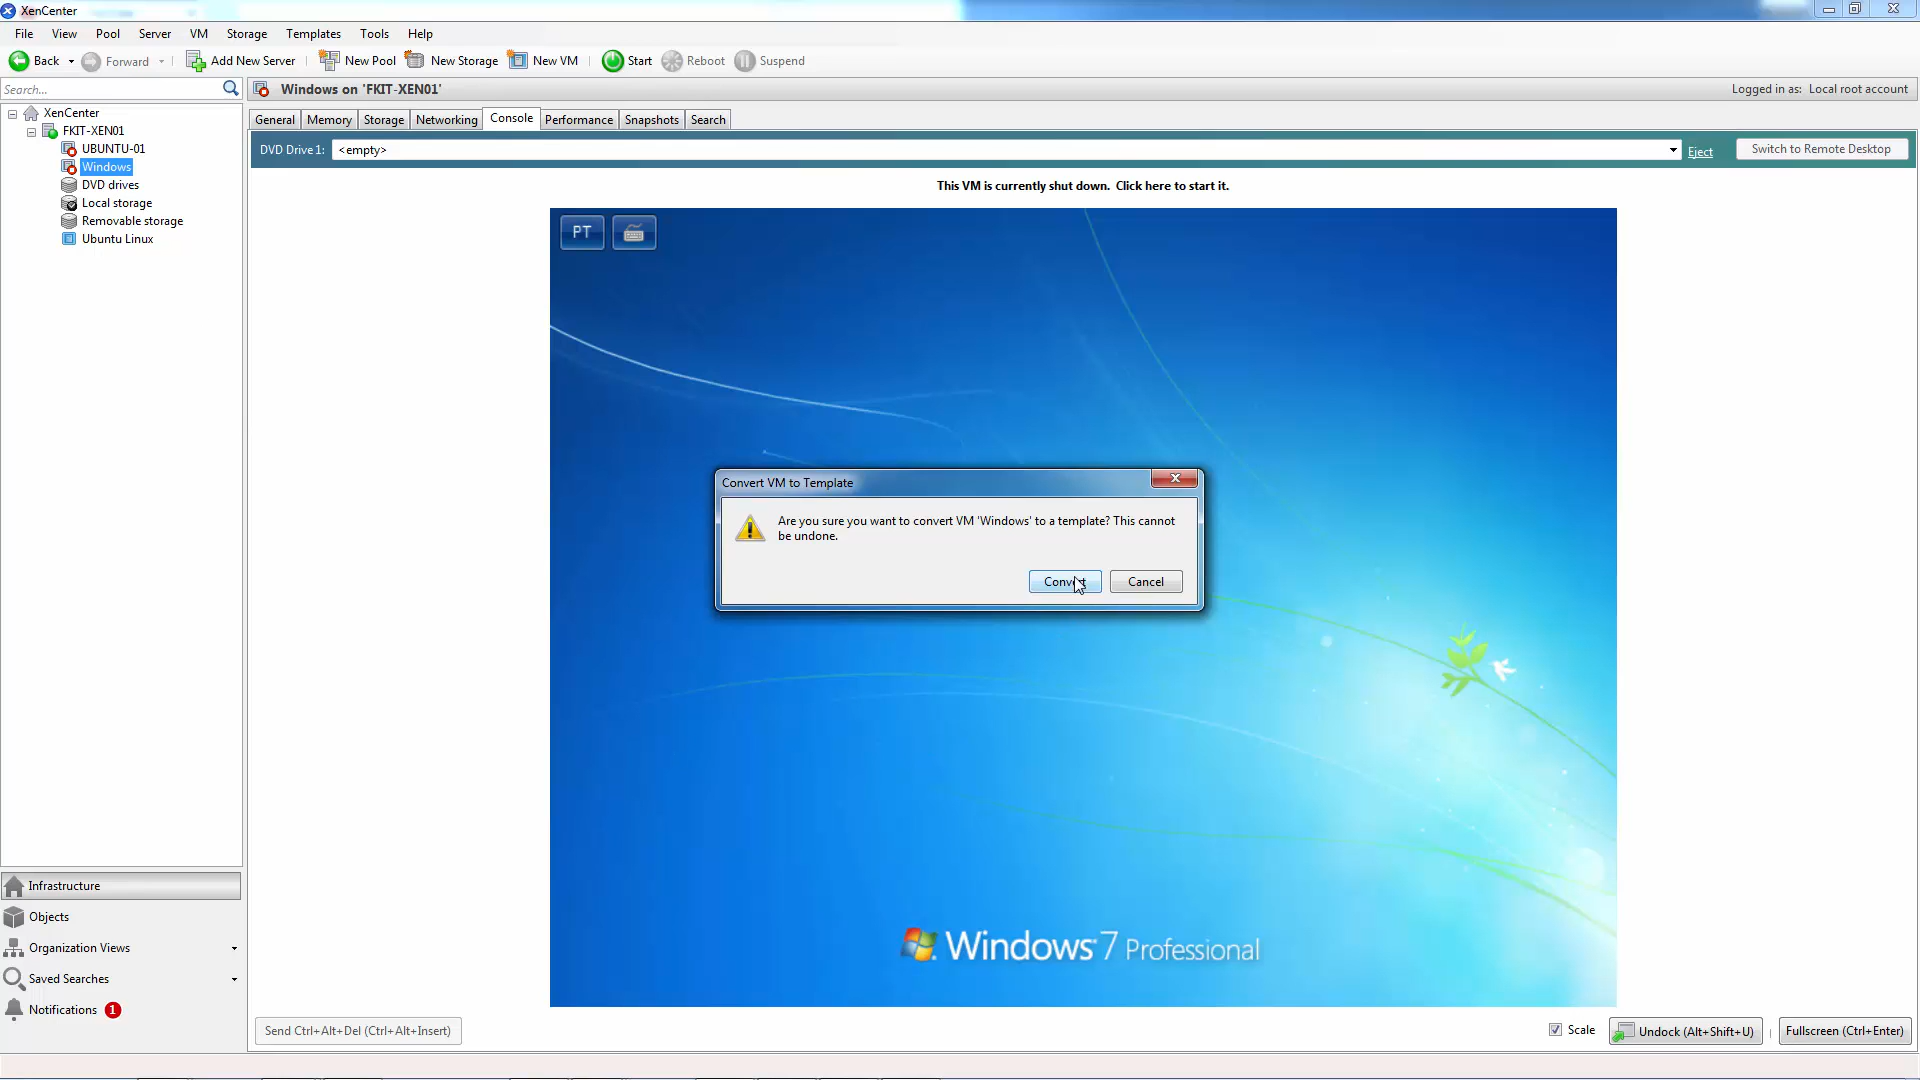 XenCenter
File View Pool Server VM Storage Templates Tools Help
Back Forward Add New Server New Pool New Storage New VM Start Reboot Suspend
Search...
Windows on 'FKIT-XEN01'
Logged in as: Local root account
XenCenter
FKIT-XEN01
UBUNTU-01
Windows
DVD drives
Local storage
Removable storage
Ubuntu Linux
General Memory Storage Networking Console Performance Snapshots Search
DVD Drive 1: <empty> Eject Switch to Remote Desktop
This VM is currently shut down. Click here to start it.
PT
Convert VM to Template
Are you sure you want to convert VM 'Windows' to a template? This cannot
be undone.
Convert Cancel
Windows 7 Professional
Infrastructure
Objects
Organization Views
Saved Searches
Notifications 1
Send Ctrl+Alt+Del (Ctrl+Alt+Insert)
Scale Undock (Alt+Shift+U) Fullscreen (Ctrl+Enter)